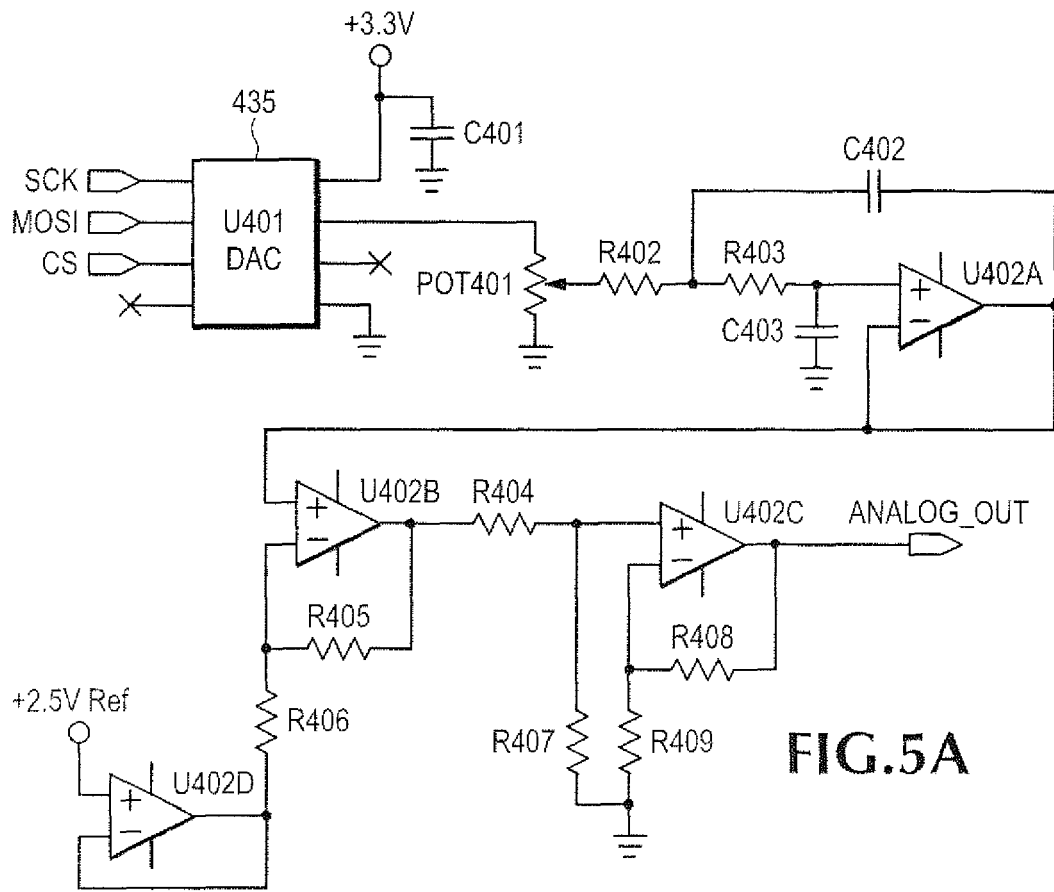 +3.3V
435
C401
SCK
MOSI
CS
U401
DAC
POT401
R402
R403
C402
C403
+
−
U402A
+
−
U402B
R404
R405
R406
+
−
U402C
ANALOG_OUT
R408
R407
R409
+2.5V Ref
+
−
U402D
FIG.5A